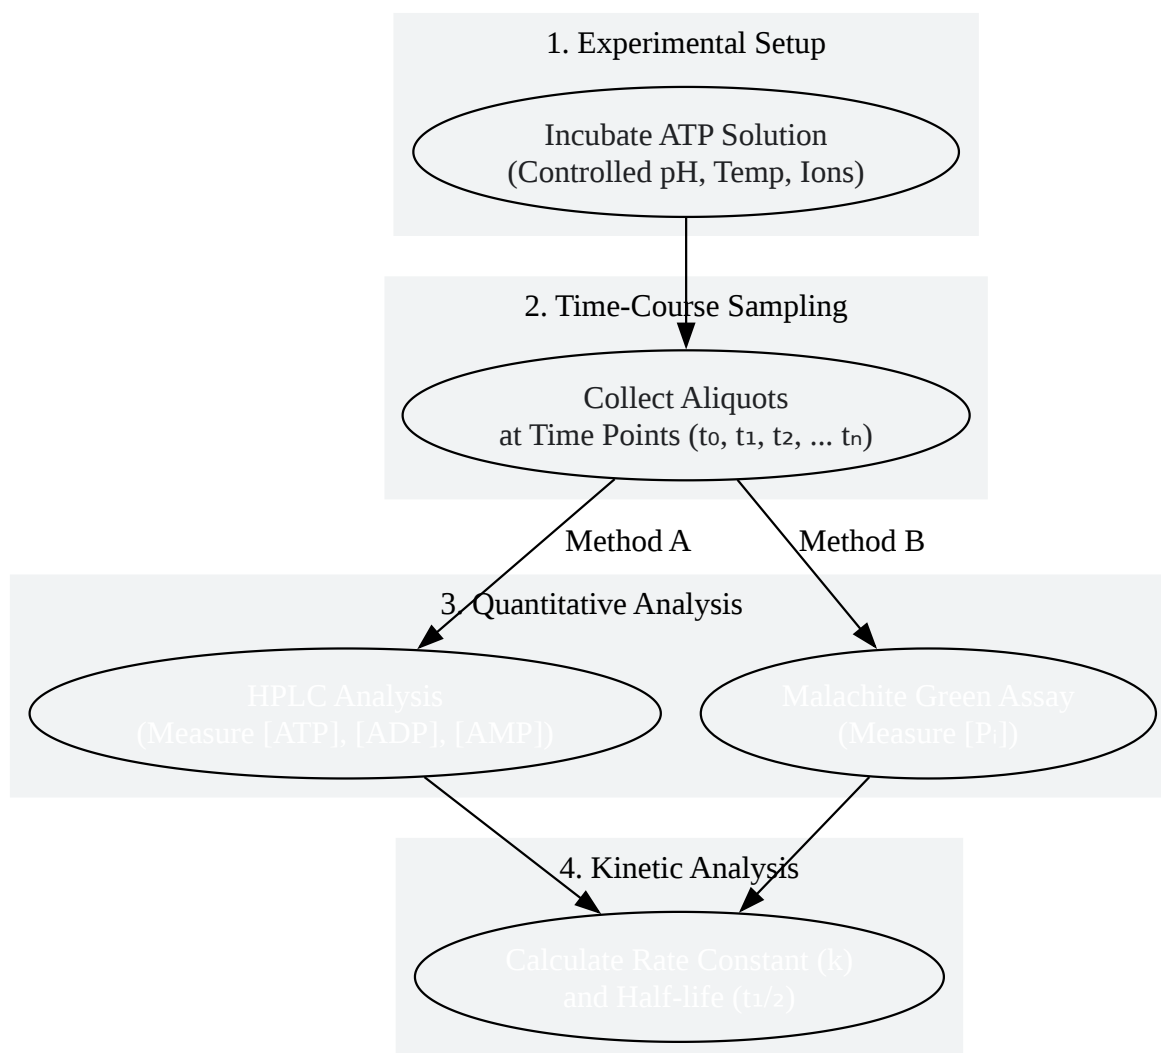 1. Experimental Setup
Incubate ATP Solution
(Controlled pH, Temp, Ions)
2. Time-Course Sampling
Collect Aliquots
at Time Points (t₀, t₁, t₂, ... tₙ)
Method A
Method B
3. Quantitative Analysis
HPLC Analysis
(Measure [ATP], [ADP], [AMP])
Malachite Green Assay
(Measure [Pᵢ])
4. Kinetic Analysis
Calculate Rate Constant (k)
and Half-life (t₁/₂)